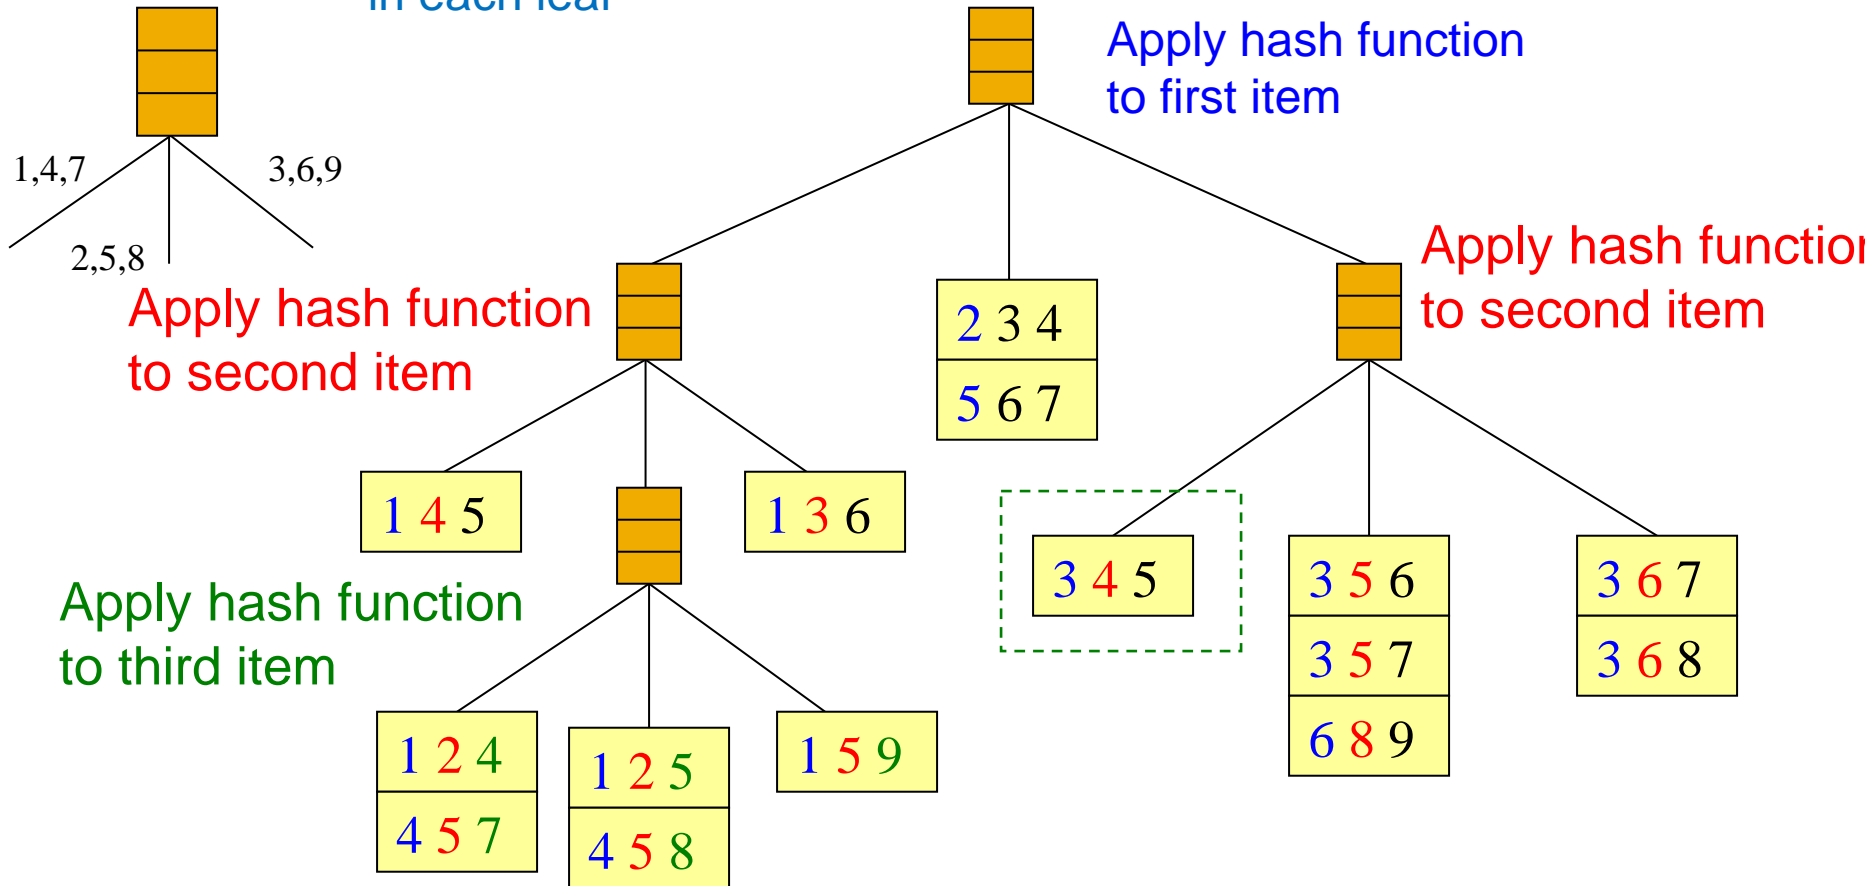 in each leaf
Apply hash function
to first item
1,4,7
3,6,9
2,5,8
Apply hash function
to second item
Apply hash function
to second item
2 3 4
5 6 7
1 4 5
1 3 6
3 4 5
3 5 6
3 5 7
6 8 9
3 6 7
3 6 8
Apply hash function
to third item
1 2 4
4 5 7
1 2 5
4 5 8
1 5 9